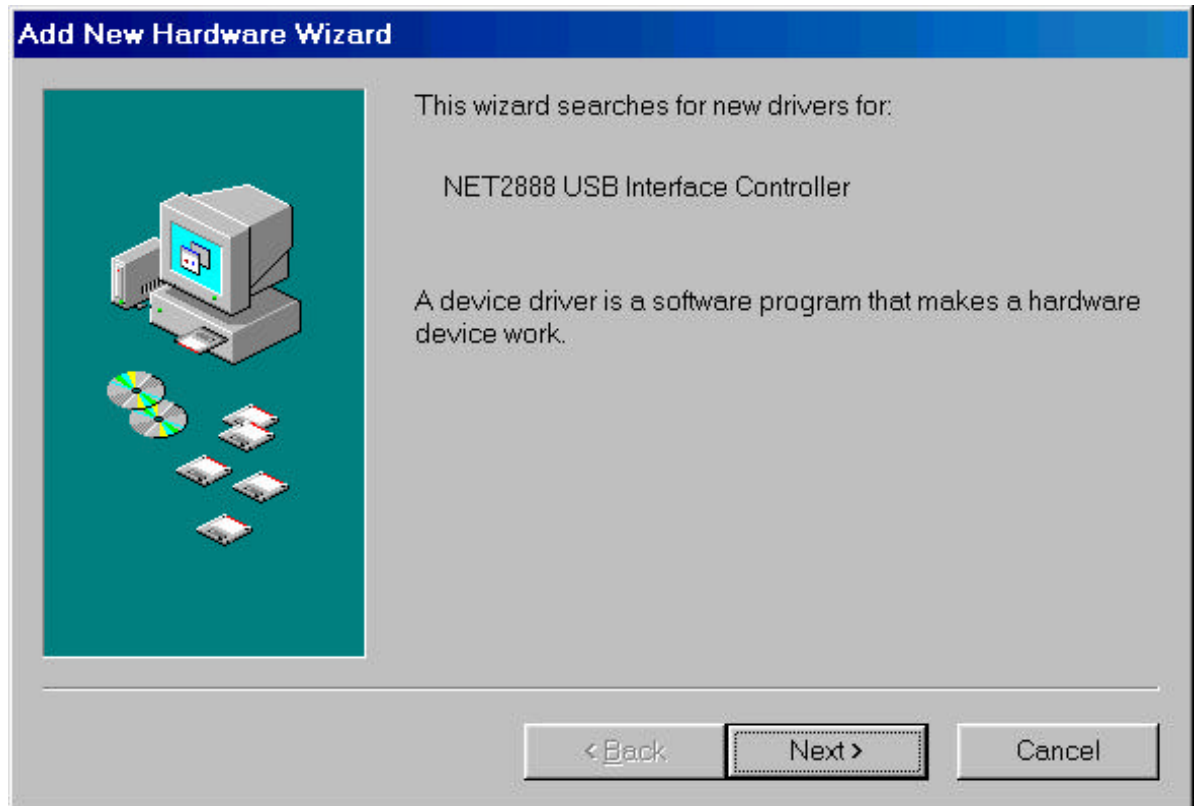 Add New Hardware Wizard
This wizard searches for new drivers for:
NET2888 USB Interface Controller
A device driver is a software program that makes a hardware
device work.
< Back
Next >
Cancel